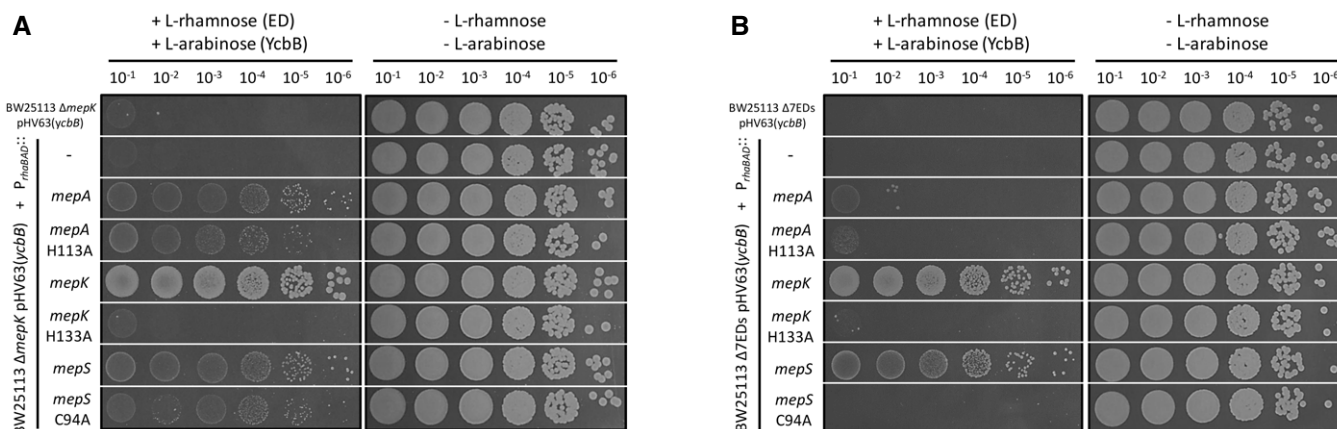 A
+ L-rhamnose (ED)
+ L-arabinose (YcbB)
- L-rhamnose
- L-arabinose
10-1 10-2 10-3 10-4 10-5 10-6
10-1 10-2 10-3 10-4 10-5 10-6
BW25113 ΔmepK
pHV63(ycbB)
BW25113 ΔmepK pHV63(ycbB) + PrhaBAD::
-
mepA
mepA
H113A
mepK
mepK
H133A
mepS
mepS
C94A
B
+ L-rhamnose (ED)
+ L-arabinose (YcbB)
- L-rhamnose
- L-arabinose
10-1 10-2 10-3 10-4 10-5 10-6
10-1 10-2 10-3 10-4 10-5 10-6
BW25113 Δ7EDs
pHV63(ycbB)
BW25113 Δ7EDs pHV63(ycbB) + PrhaBAD::
-
mepA
mepA
H113A
mepK
mepK
H133A
mepS
mepS
C94A